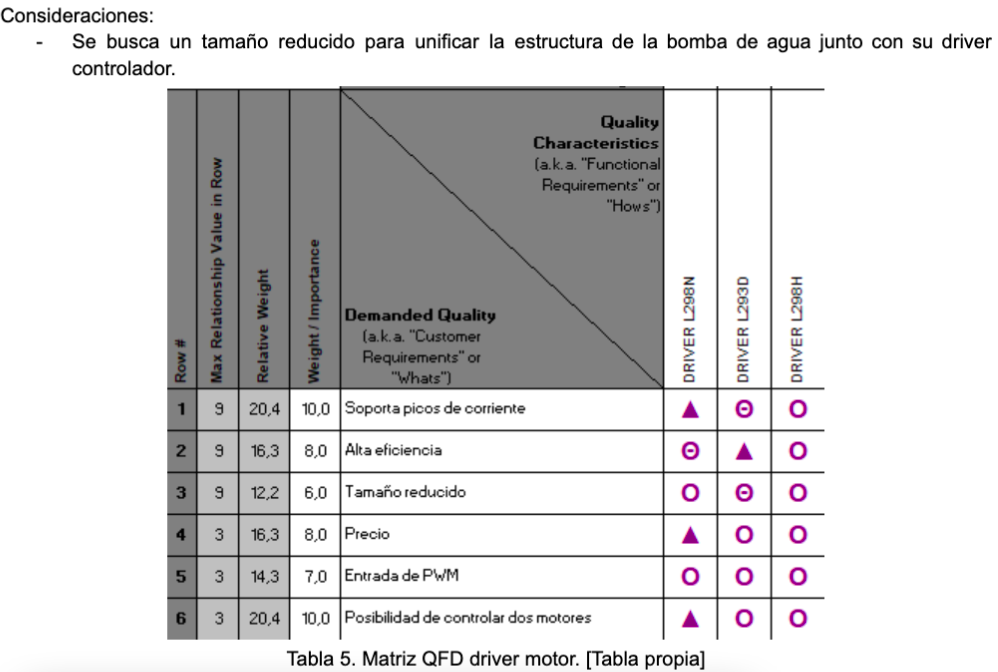 Consideraciones:
- Se busca un tamaño reducido para unificar la estructura de la bomba de agua junto con su driver
controlador.
Row #
Max Relationship Value in Row
Relative Weight
Weight / Importance
Quality
Characteristics
(a.k.a. "Functional
Requirements" or
"Hows")
Demanded Quality
(a.k.a. "Customer
Requirements" or
"Whats")
DRIVER L298N
DRIVER L293D
DRIVER L298H
1 9 20,4 10,0 Soporta picos de corriente ▲ Θ Ο
2 9 16,3 8,0 Alta eficiencia Θ ▲ Ο
3 9 12,2 6,0 Tamaño reducido Ο Θ Ο
4 3 16,3 8,0 Precio ▲ Ο Ο
5 3 14,3 7,0 Entrada de PWM Ο Ο Ο
6 3 20,4 10,0 Posibilidad de controlar dos motores ▲ Ο Ο
Tabla 5. Matriz QFD driver motor. [Tabla propia]